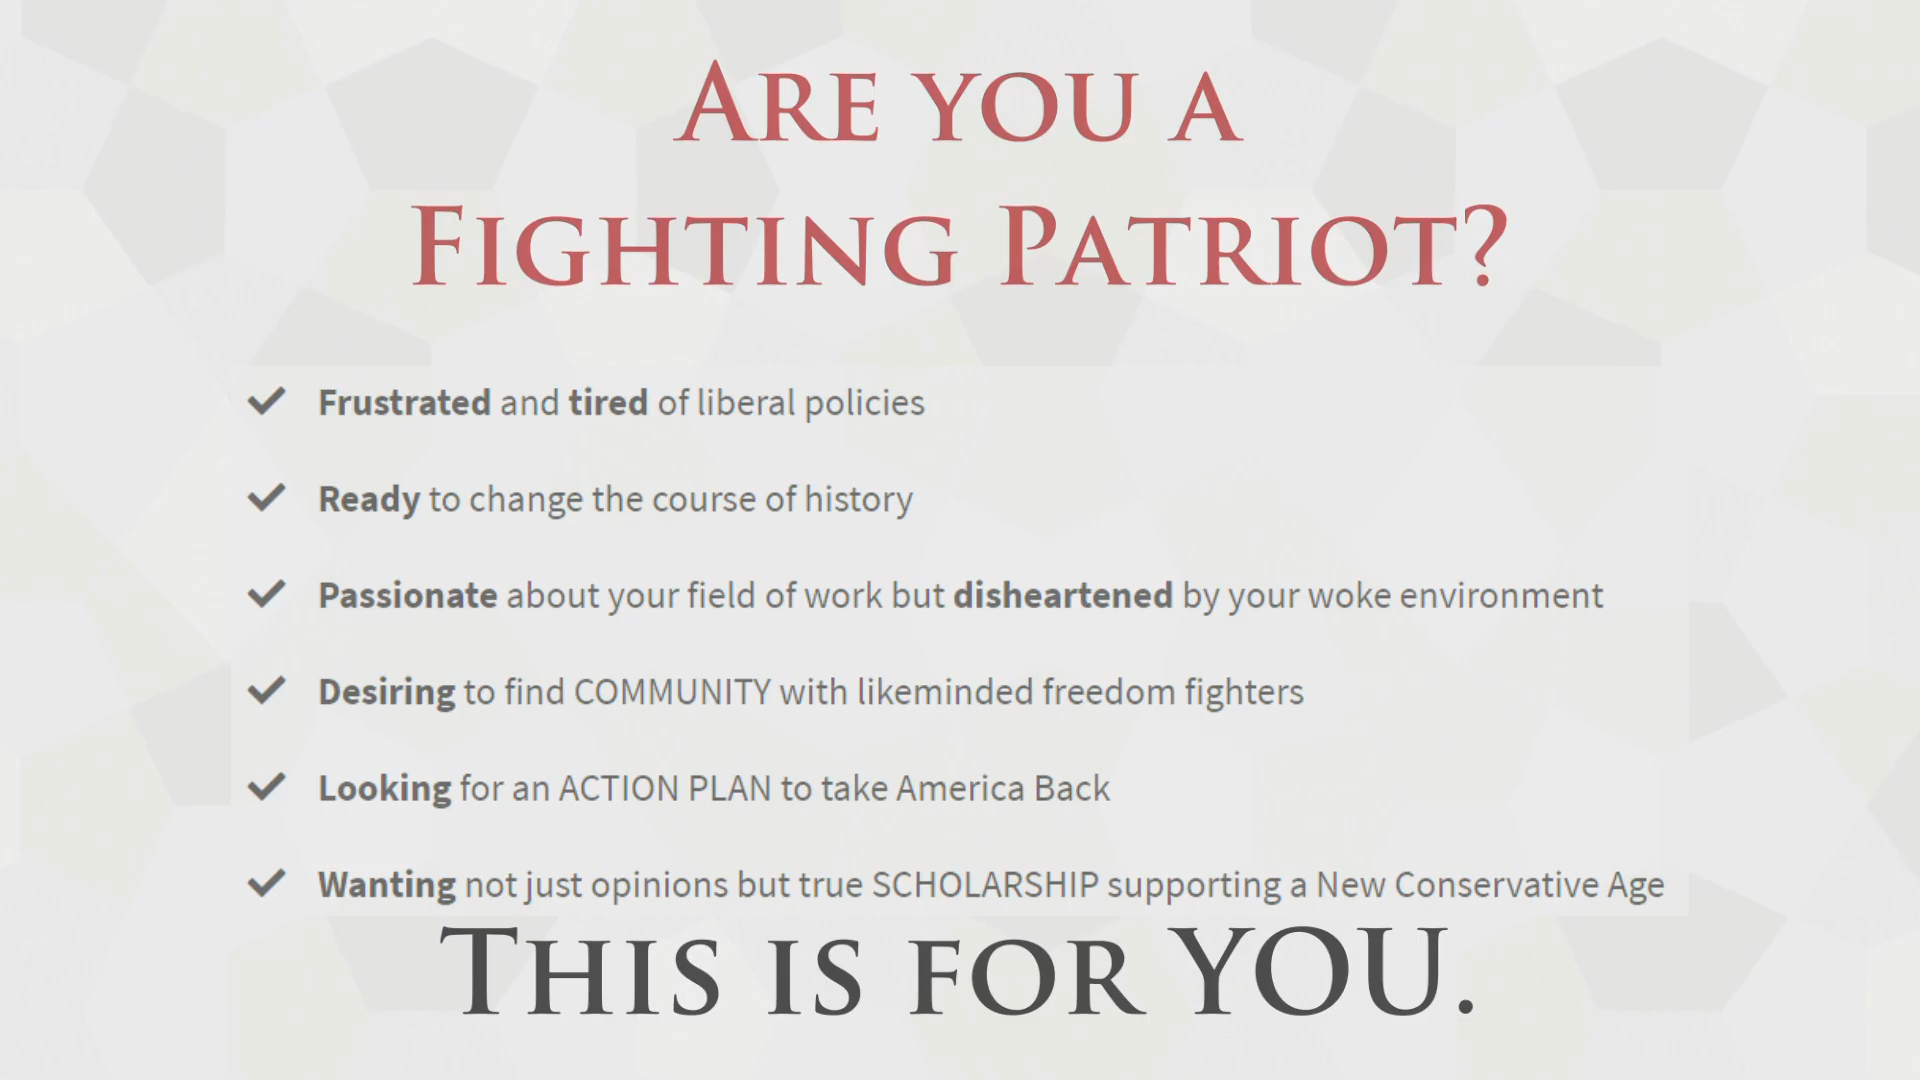 Are you a
Fighting Patriot?
Frustrated and tired of liberal policies
Ready to change the course of history
Passionate about your field of work but disheartened by your woke environment
Desiring to find COMMUNITY with likeminded freedom fighters
Looking for an ACTION PLAN to take America Back
Wanting not just opinions but true SCHOLARSHIP supporting a New Conservative Age
This is for YOU.